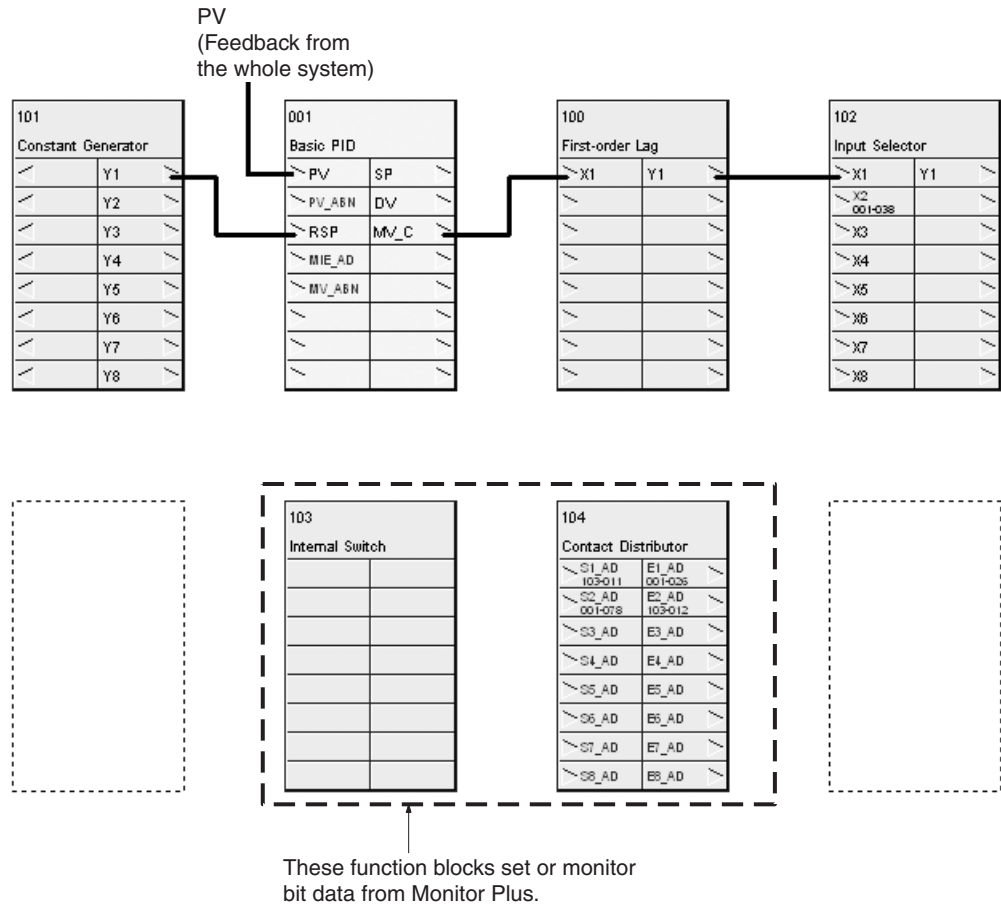 PV
(Feedback from
the whole system)
101
Constant Generator
Y1
Y2
Y3
Y4
Y5
Y6
Y7
Y8
001
Basic PID
PV SP
PV_ABN DV
RSP MV_C
MIE_AD
MV_ABN
100
First-order Lag
X1 Y1
102
Input Selector
X1 Y1
X2
001-038
X3
X4
X5
X6
X7
X8
103
Internal Switch
104
Contact Distributor
S1_AD E1_AD
103-011 001-026
S2_AD E2_AD
001-078 103-012
S3_AD E3_AD
S4_AD E4_AD
S5_AD E5_AD
S6_AD E6_AD
S7_AD E7_AD
S8_AD E8_AD
These function blocks set or monitor
bit data from Monitor Plus.